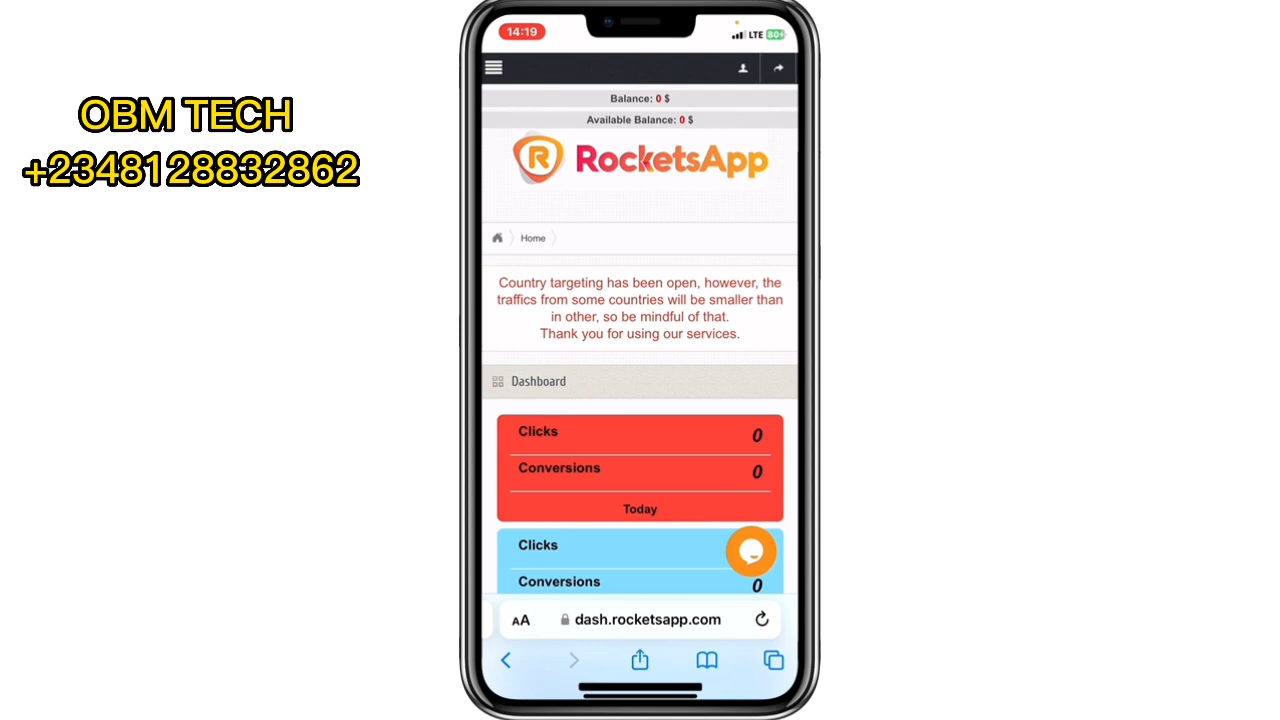 OBM TECH
+2348128832862
14:19
LTE 80+
Balance: 0 $
Available Balance: 0 $
R RocketsApp
Home
Country targeting has been open, however, the
traffics from some countries will be smaller than
in other, so be mindful of that.
Thank you for using our services.
Dashboard
Clicks 0
Conversions 0
Today
Clicks
Conversions 0
AA dash.rocketsapp.com